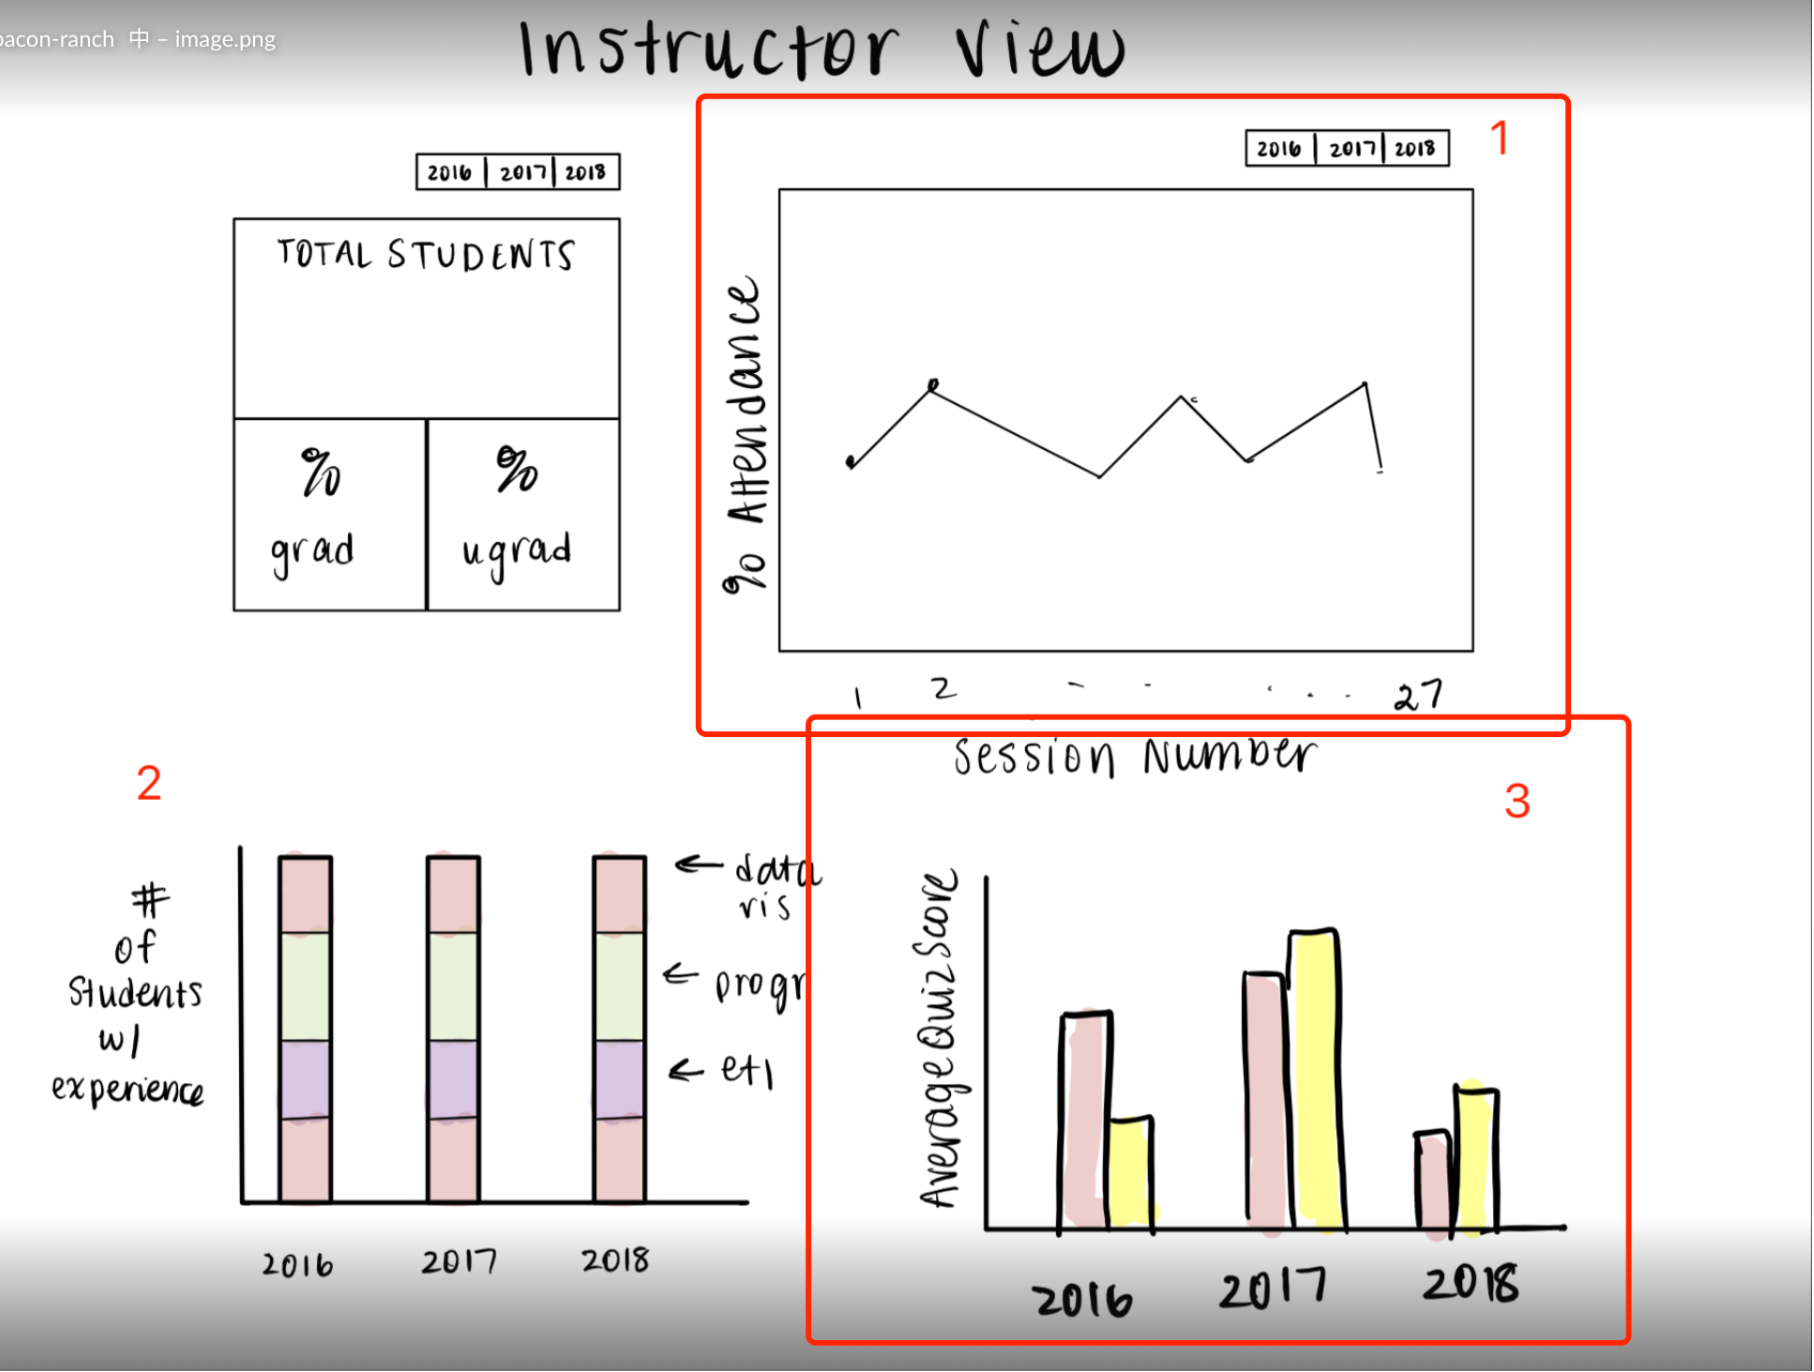 bacon-ranch 中 – image.png
Instructor View
2016 | 2017 | 2018
TOTAL STUDENTS
%
grad
%
ugrad
1
2016 | 2017 | 2018
% Attendance
1 2 - - . . . 27
Session Number
2
#
of
Students
w/
experience
← data
vis
← progr
← etl
2016 2017 2018
3
Average Quiz Score
2016 2017 2018